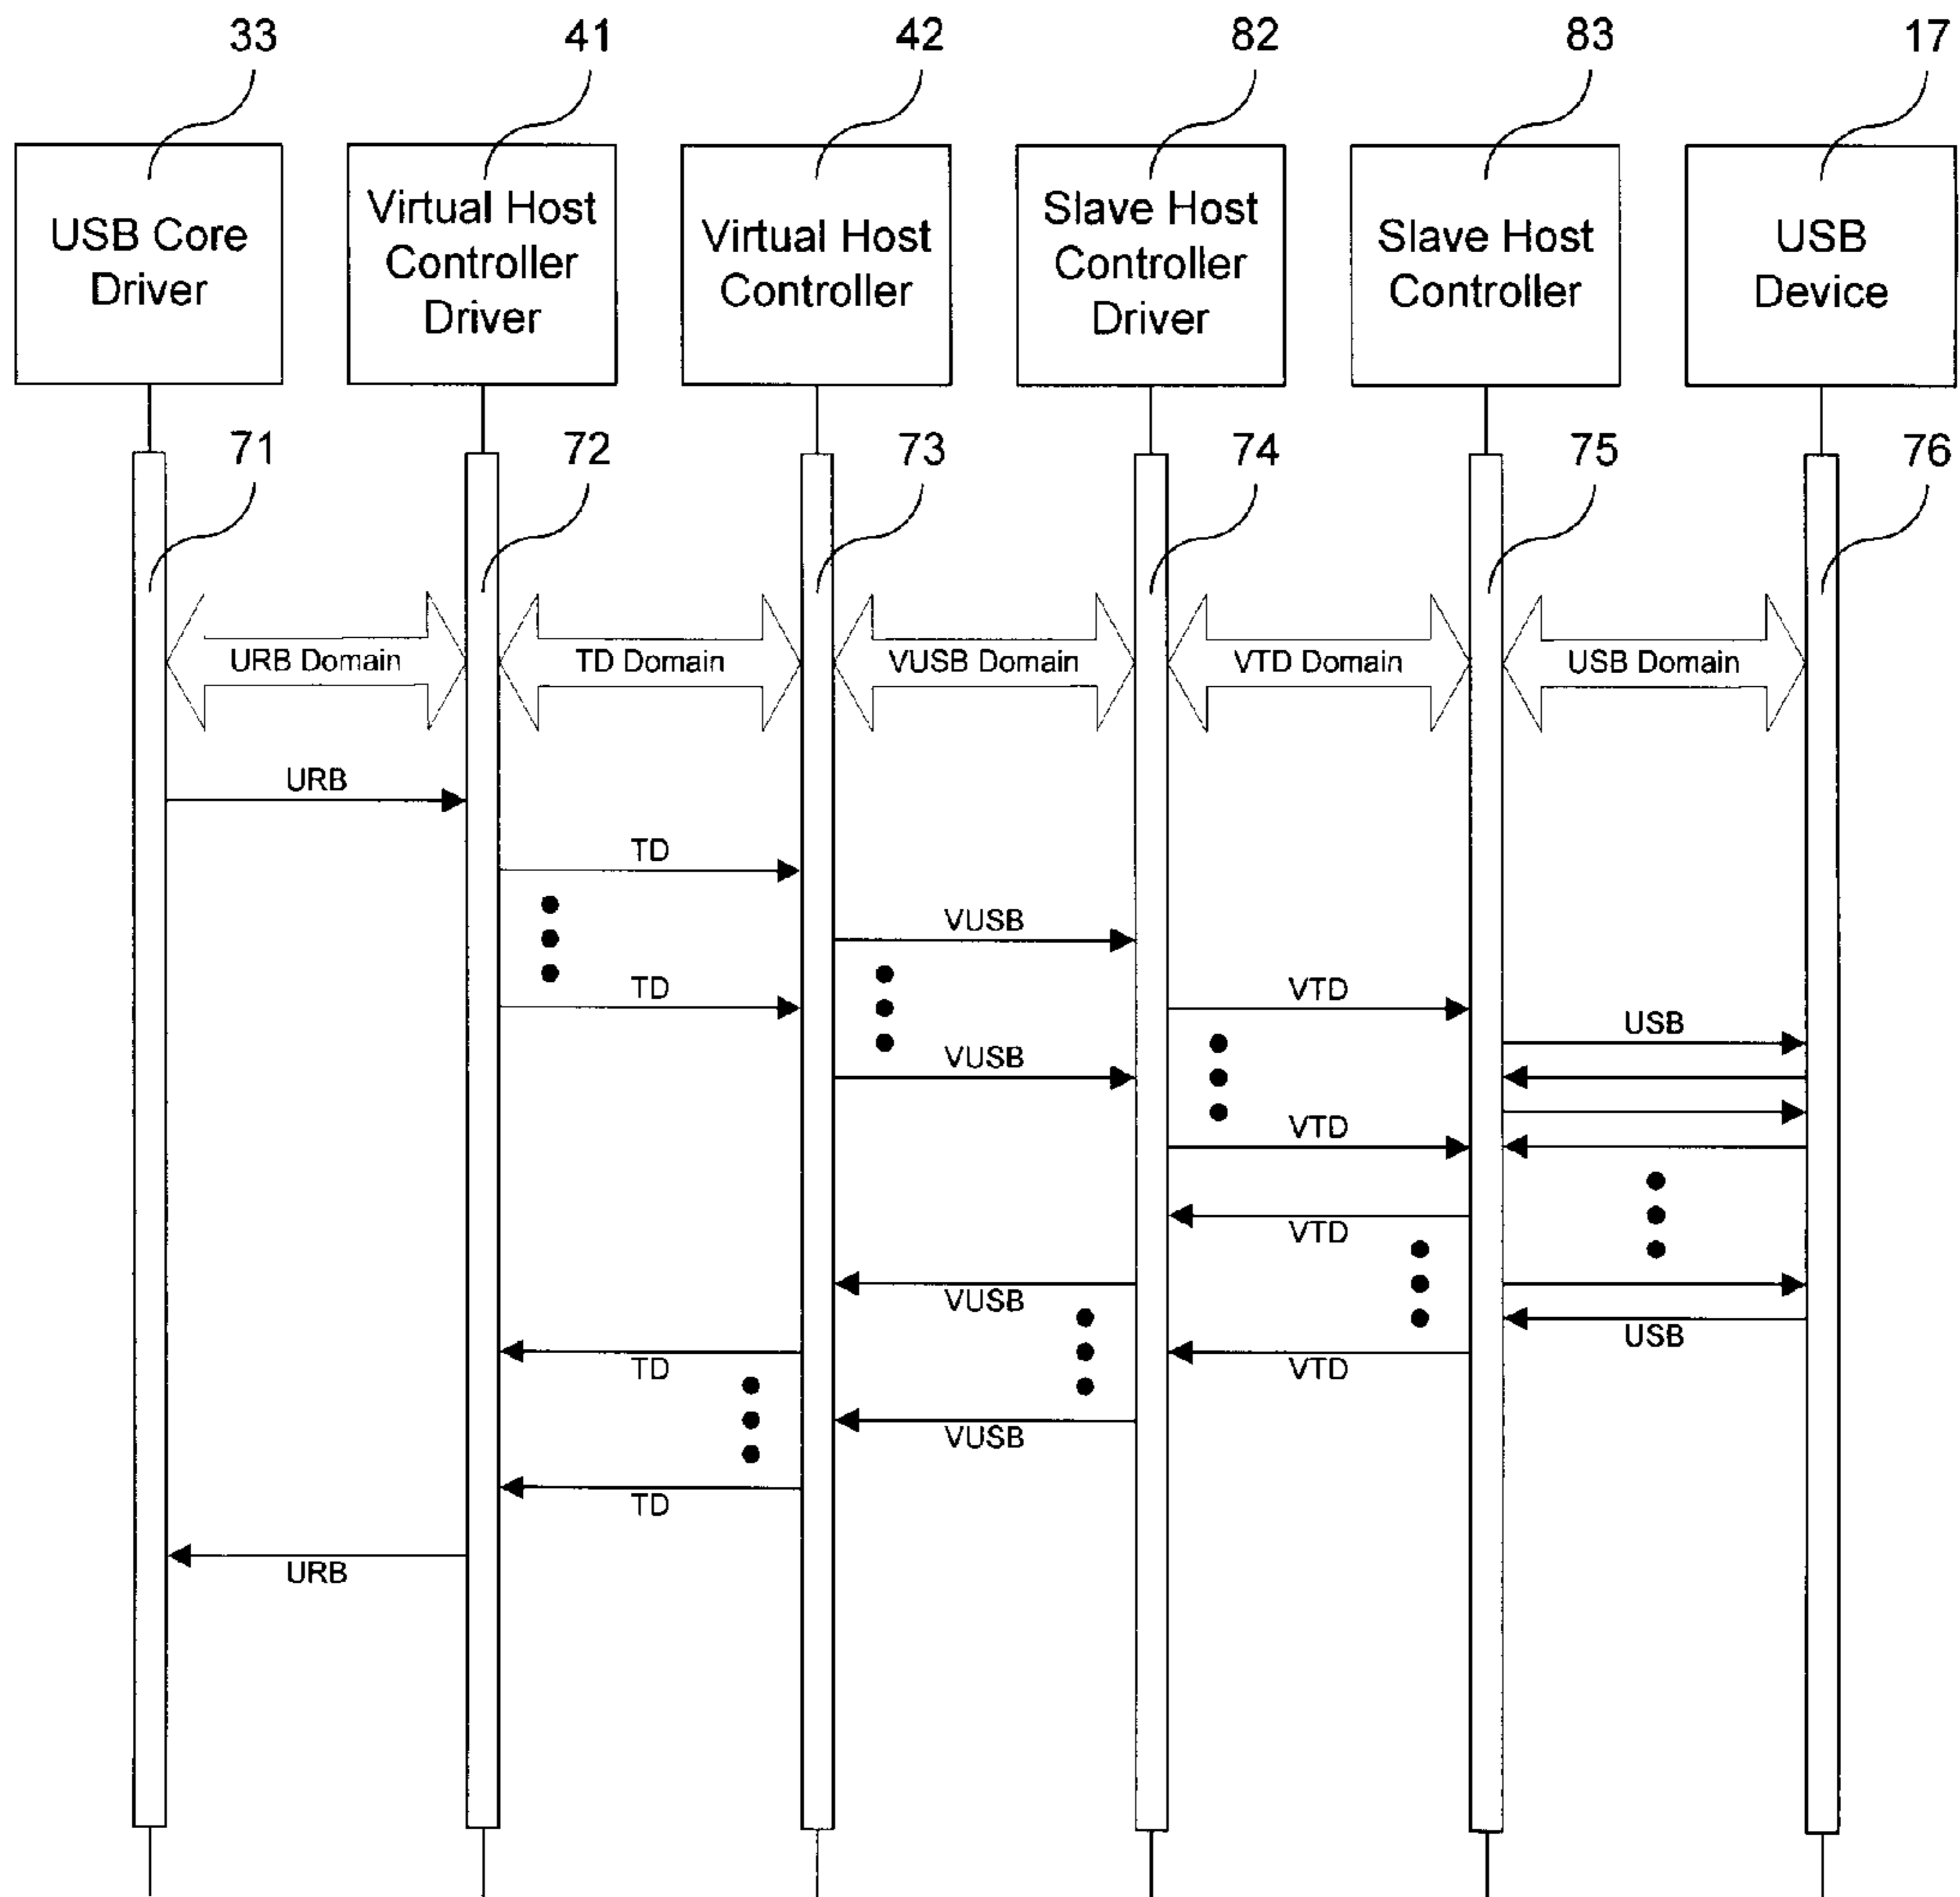 33
41
42
82
83
17
USB Core
Driver
Virtual Host
Controller
Driver
Virtual Host
Controller
Slave Host
Controller
Driver
Slave Host
Controller
USB
Device
71
72
73
74
75
76
URB Domain
TD Domain
VUSB Domain
VTD Domain
USB Domain
URB
TD
VUSB
TD
VTD
USB
VUSB
VTD
VTD
VUSB
USB
TD
VTD
VUSB
TD
URB